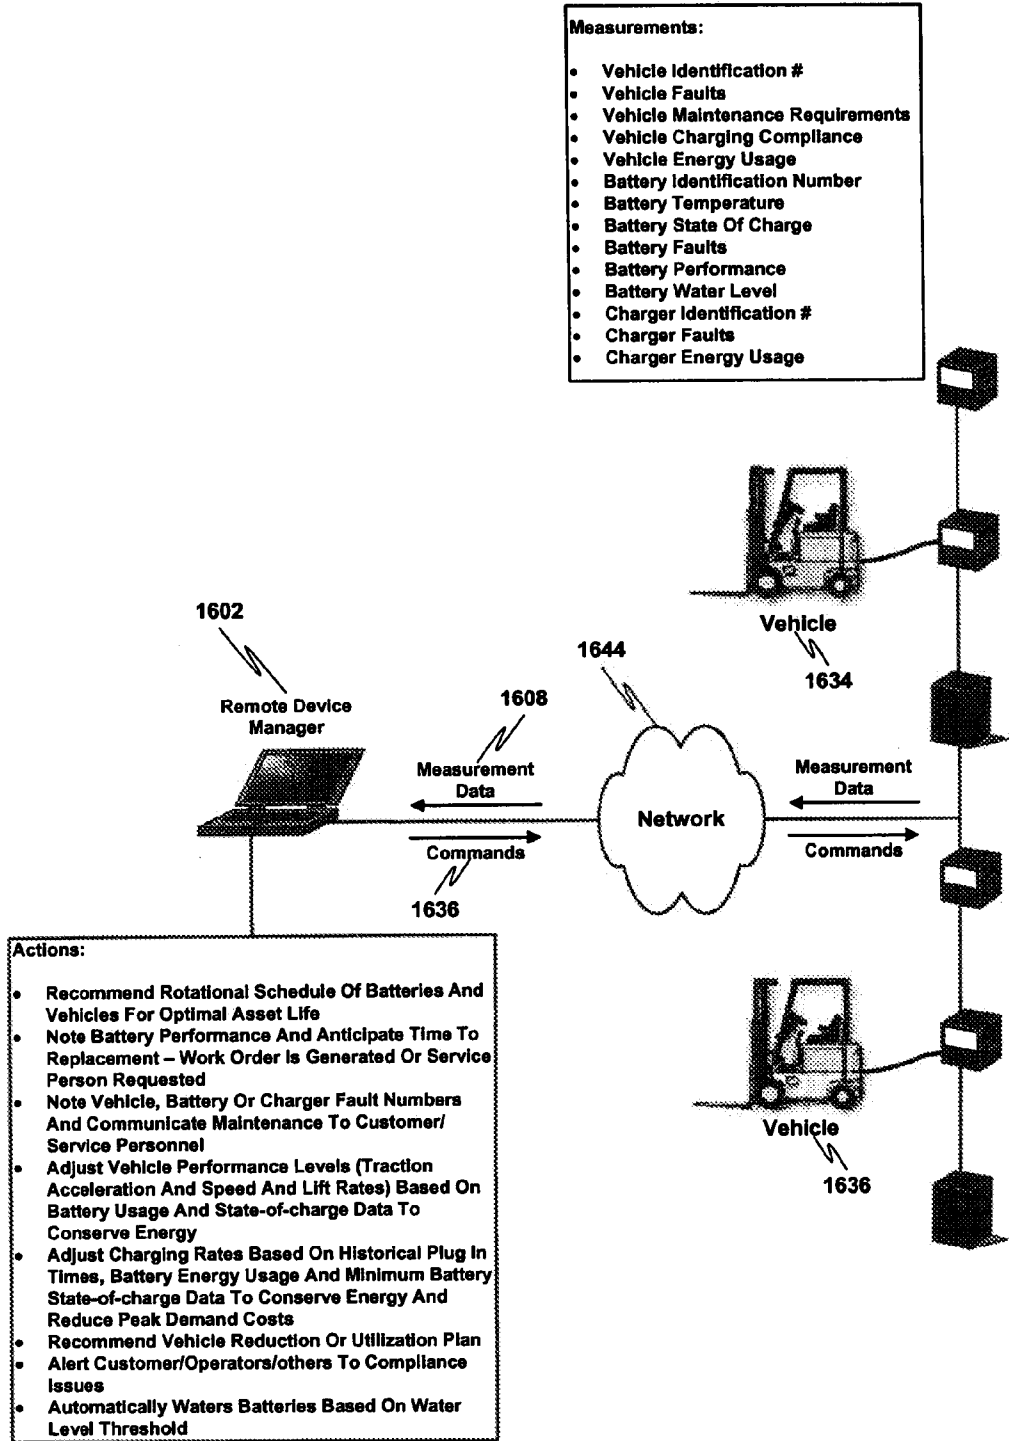 Measurements:
• Vehicle Identification #
• Vehicle Faults
• Vehicle Maintenance Requirements
• Vehicle Charging Compliance
• Vehicle Energy Usage
• Battery Identification Number
• Battery Temperature
• Battery State Of Charge
• Battery Faults
• Battery Performance
• Battery Water Level
• Charger Identification #
• Charger Faults
• Charger Energy Usage
Vehicle
1634
1602
Remote Device
Manager
1608
Measurement
Data
Commands
1636
1644
Network
Measurement
Data
Commands
Vehicle
1636
Actions:
• Recommend Rotational Schedule Of Batteries And
Vehicles For Optimal Asset Life
• Note Battery Performance And Anticipate Time To
Replacement – Work Order Is Generated Or Service
Person Requested
• Note Vehicle, Battery Or Charger Fault Numbers
And Communicate Maintenance To Customer/
Service Personnel
• Adjust Vehicle Performance Levels (Traction
Acceleration And Speed And Lift Rates) Based On
Battery Usage And State-of-charge Data To
Conserve Energy
• Adjust Charging Rates Based On Historical Plug In
Times, Battery Energy Usage And Minimum Battery
State-of-charge Data To Conserve Energy And
Reduce Peak Demand Costs
• Recommend Vehicle Reduction Or Utilization Plan
• Alert Customer/Operators/others To Compliance
Issues
• Automatically Waters Batteries Based On Water
Level Threshold